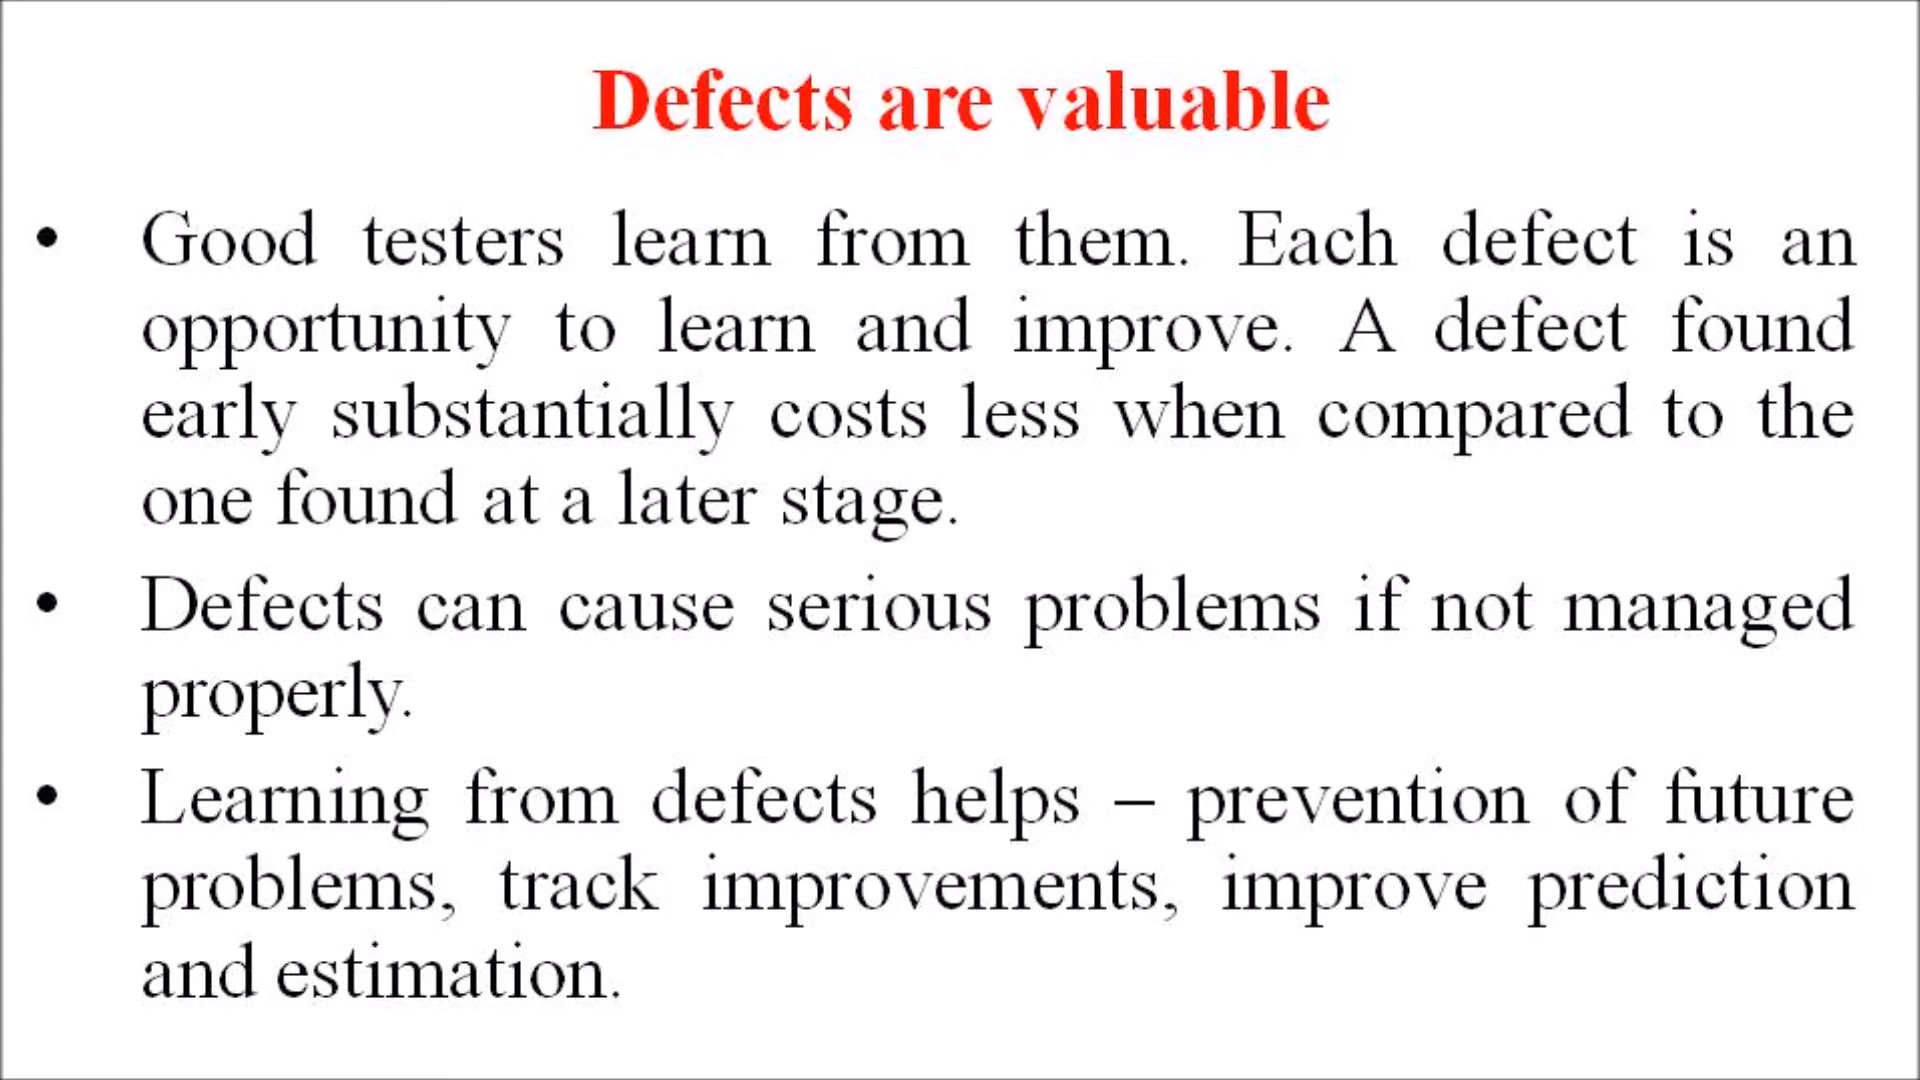 Defects are valuable
• Good testers learn from them. Each defect is an
opportunity to learn and improve. A defect found
early substantially costs less when compared to the
one found at a later stage.
• Defects can cause serious problems if not managed
properly.
• Learning from defects helps – prevention of future
problems, track improvements, improve prediction
and estimation.